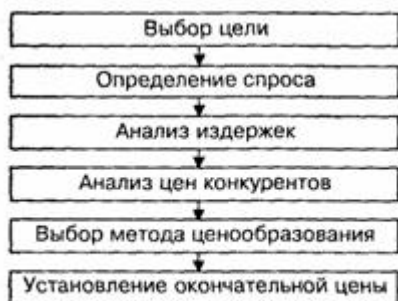 Выбор цели
Определение спроса
Анализ издержек
Анализ цен конкурентов
Выбор метода ценообразования
Установление окончательной цены